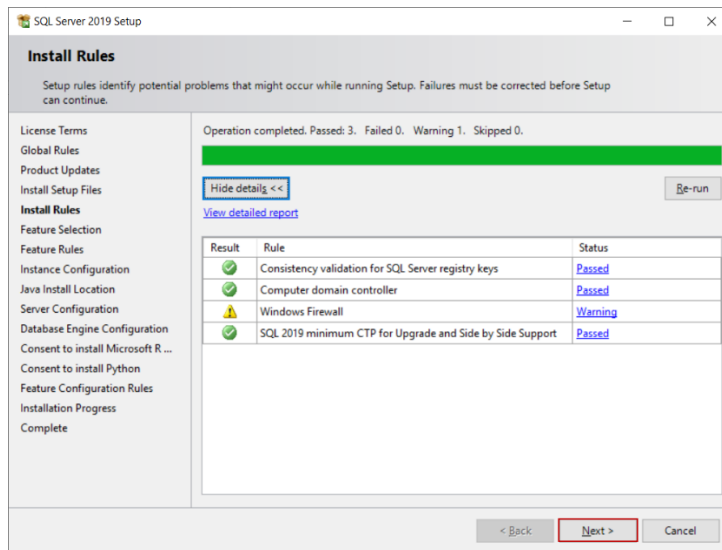 SQL Server 2019 Setup
Install Rules
Setup rules identify potential problems that might occur while running Setup. Failures must be corrected before Setup
can continue.
License Terms
Global Rules
Product Updates
Install Setup Files
Install Rules
Feature Selection
Feature Rules
Instance Configuration
Java Install Location
Server Configuration
Database Engine Configuration
Consent to install Microsoft R ...
Consent to install Python
Feature Configuration Rules
Installation Progress
Complete
Operation completed. Passed: 3. Failed 0. Warning 1. Skipped 0.
Hide details <<
Re-run
View detailed report
Result Rule Status
Consistency validation for SQL Server registry keys Passed
Computer domain controller Passed
Windows Firewall Warning
SQL 2019 minimum CTP for Upgrade and Side by Side Support Passed
< Back Next > Cancel